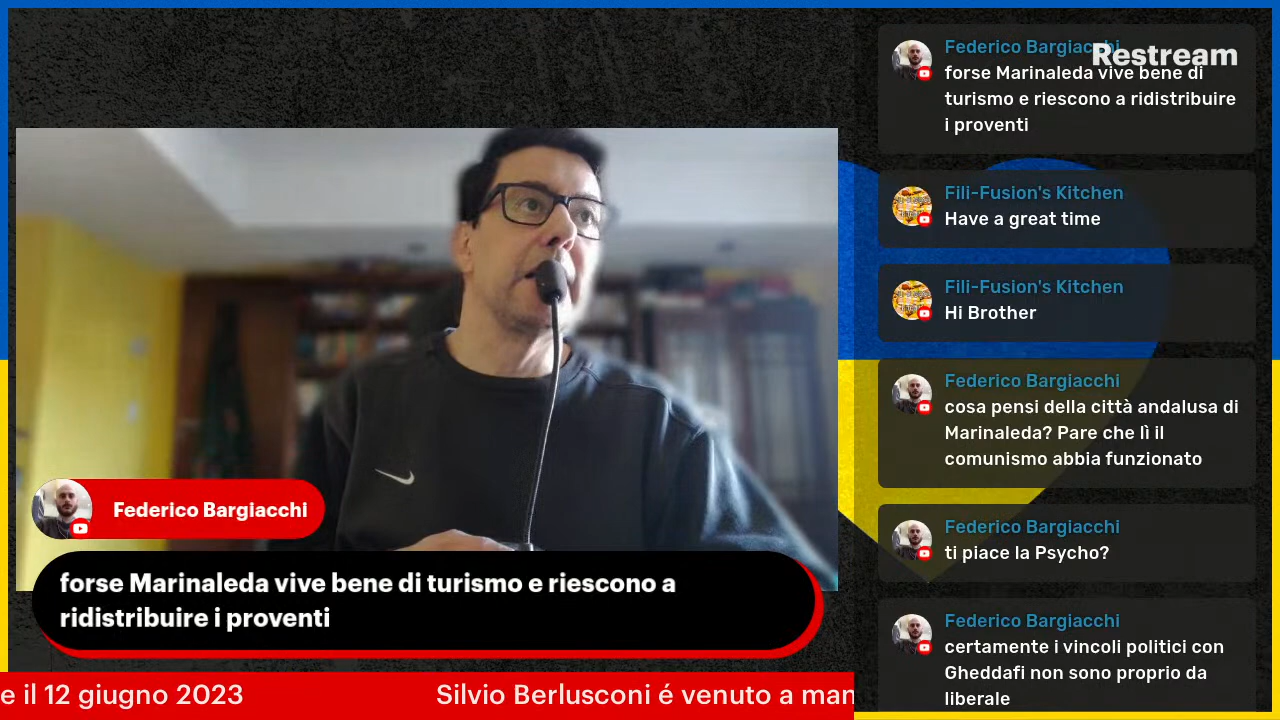 Federico Bargiacchi
Restream
forse Marinaleda vive bene di
turismo e riescono a ridistribuire
i proventi
Fili-Fusion's Kitchen
Have a great time
Fili-Fusion's Kitchen
Hi Brother
Federico Bargiacchi
cosa pensi della città andalusa di
Marinaleda? Pare che lì il
comunismo abbia funzionato
Federico Bargiacchi
ti piace la Psycho?
Federico Bargiacchi
certamente i vincoli politici con
Gheddafi non sono proprio da
liberale
Federico Bargiacchi
forse Marinaleda vive bene di turismo e riescono a
ridistribuire i proventi
e il 12 giugno 2023
Silvio Berlusconi é venuto a man